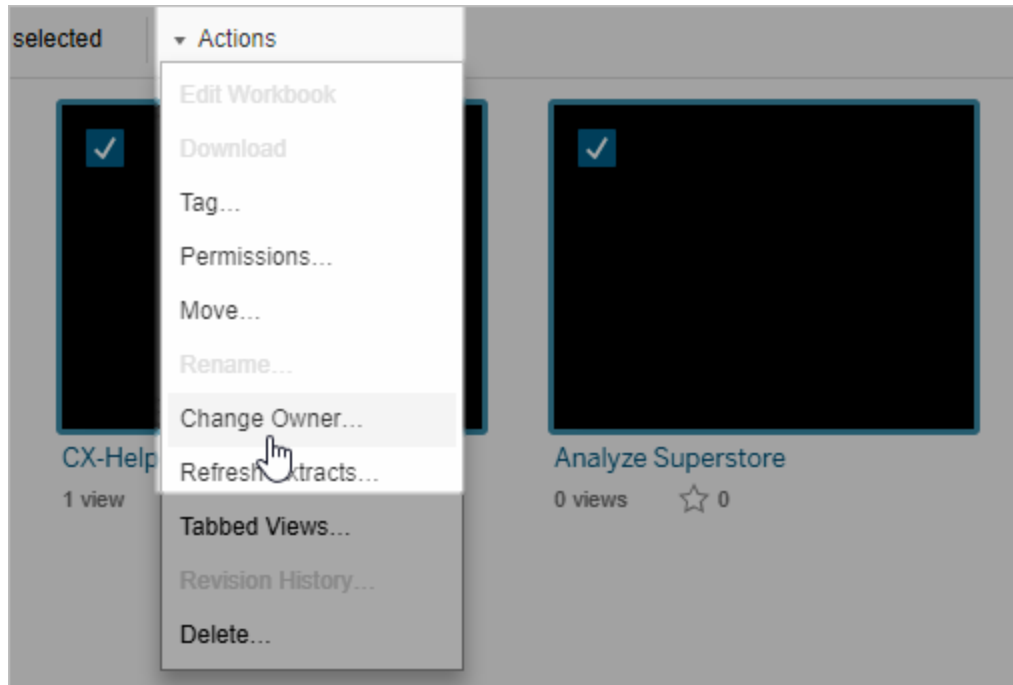 selected
Actions
Edit Workbook
Download
Tag...
Permissions...
Move...
Rename...
Change Owner...
Refresh
Tabbed Views...
Revision History...
Delete...
CX-Help
1 view
Analyze Superstore
0 views 0